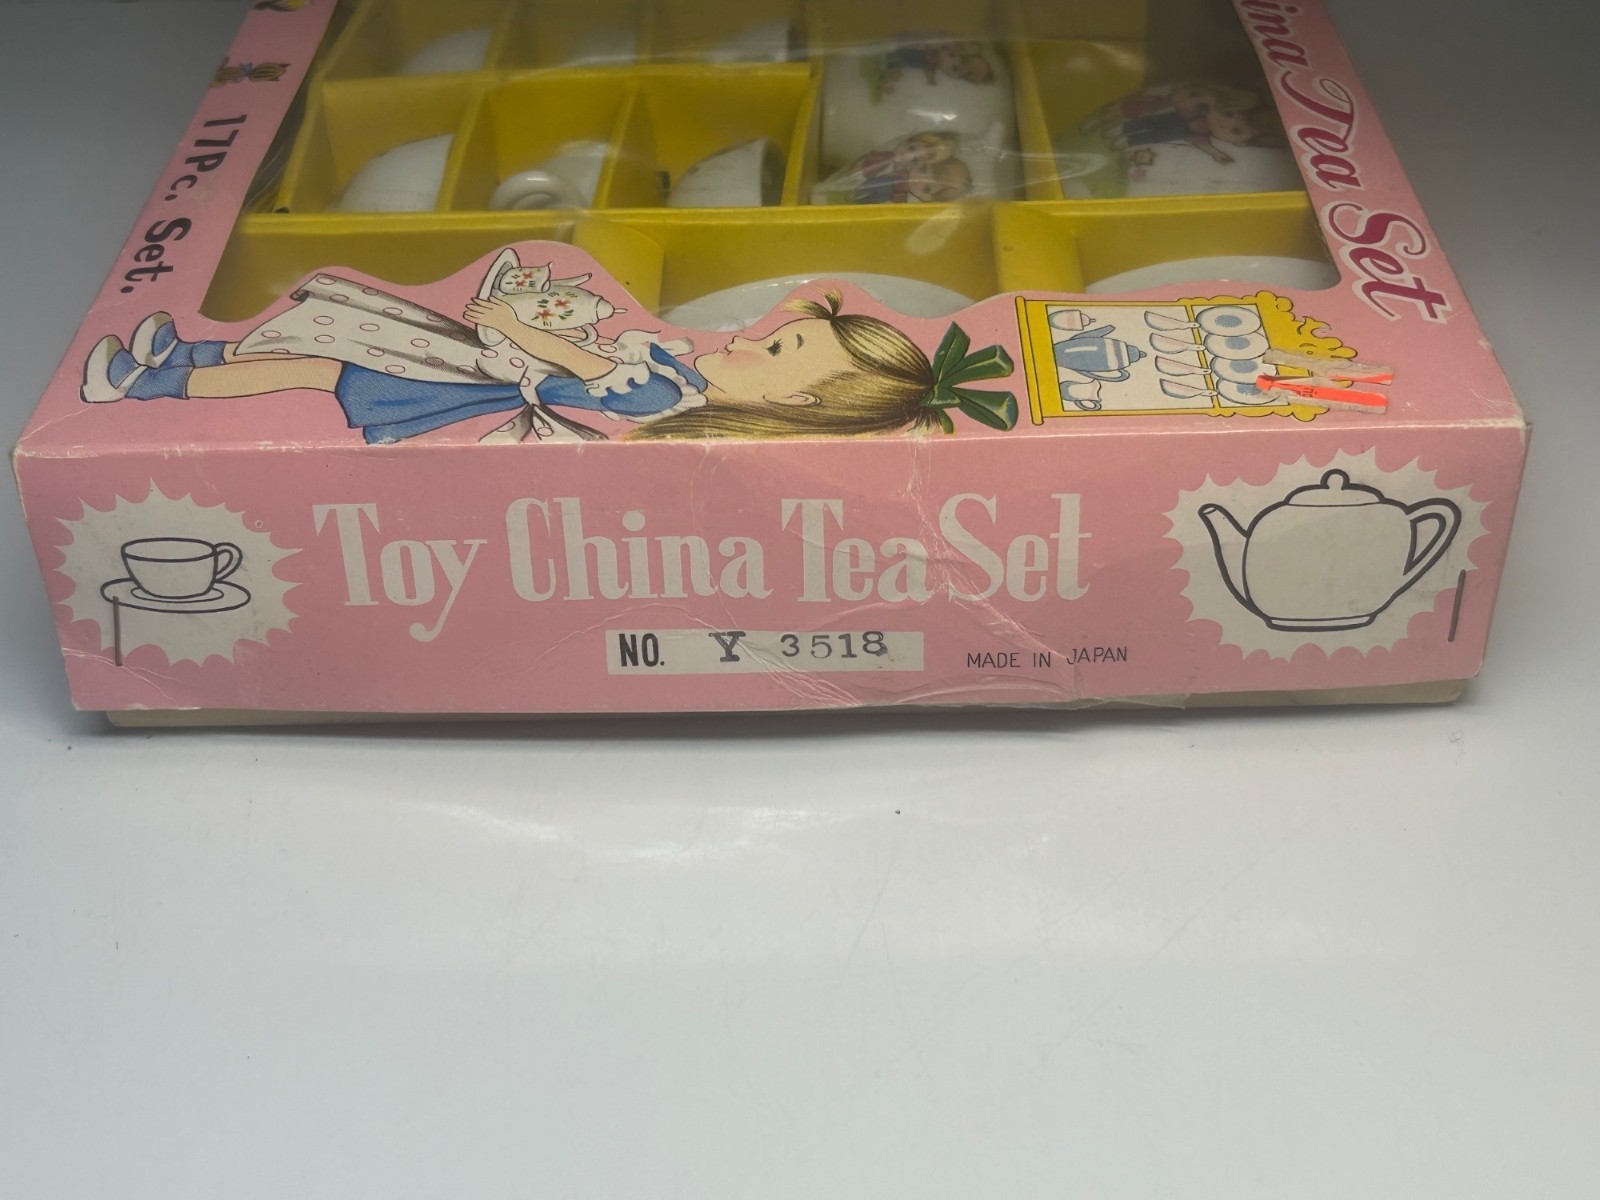 17Pc. Set.
ina Tea Set
Toy China Tea Set
NO. Y 3518
MADE IN JAPAN